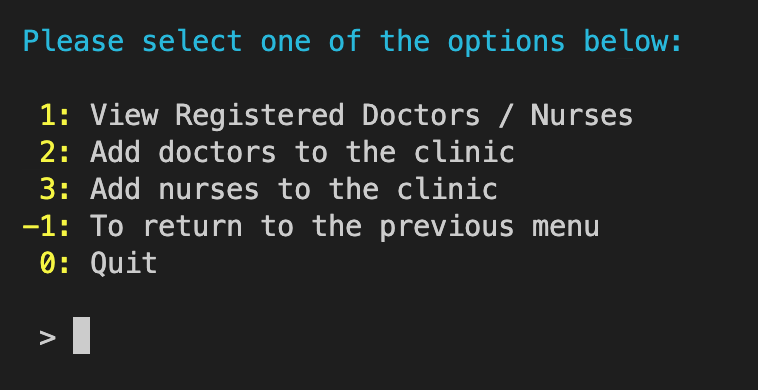 Please select one of the options below:
1: View Registered Doctors / Nurses
2: Add doctors to the clinic
3: Add nurses to the clinic
-1: To return to the previous menu
0: Quit
>